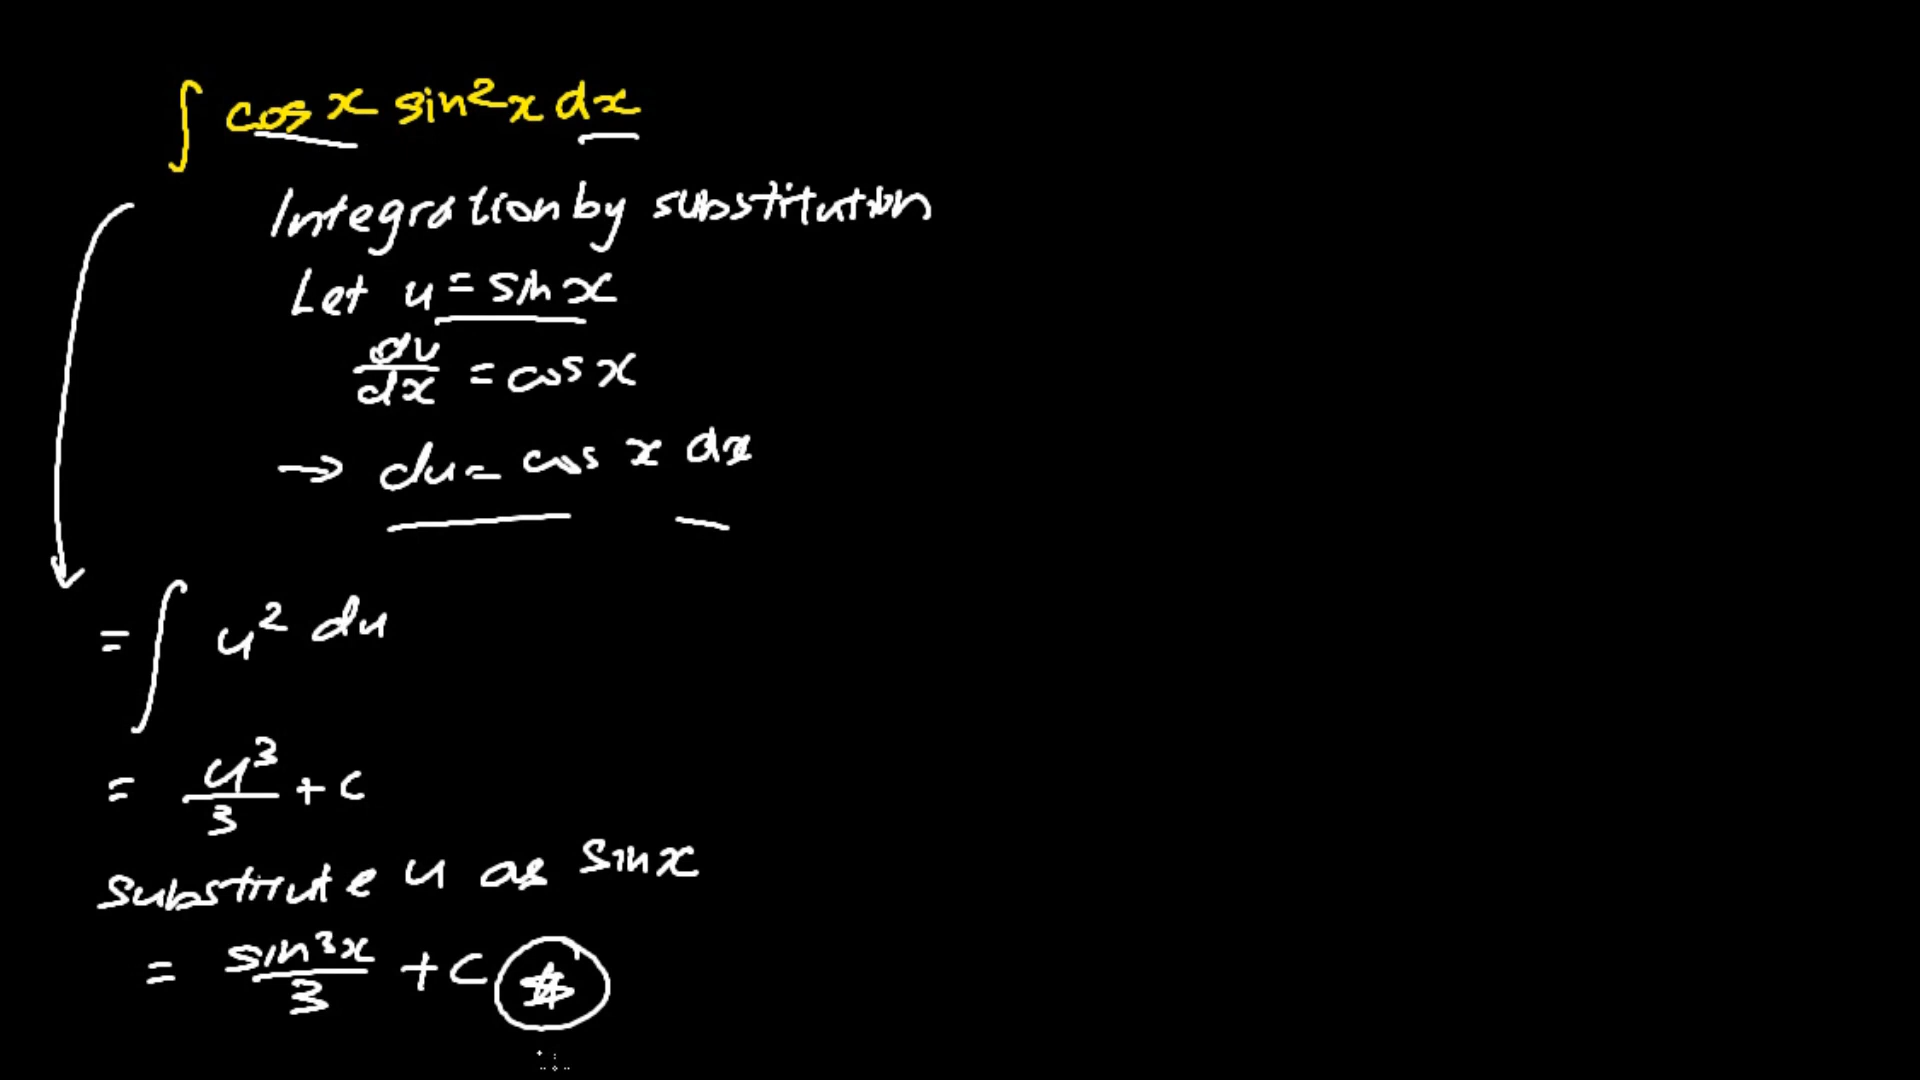 ∫ cos x sin²x dx
Integration by substitution
Let u = sin x
du/dx = cos x
→ du = cos x dx
= ∫ u² du
= u³/3 + c
substitute u as sin x
= sin³x/3 + c